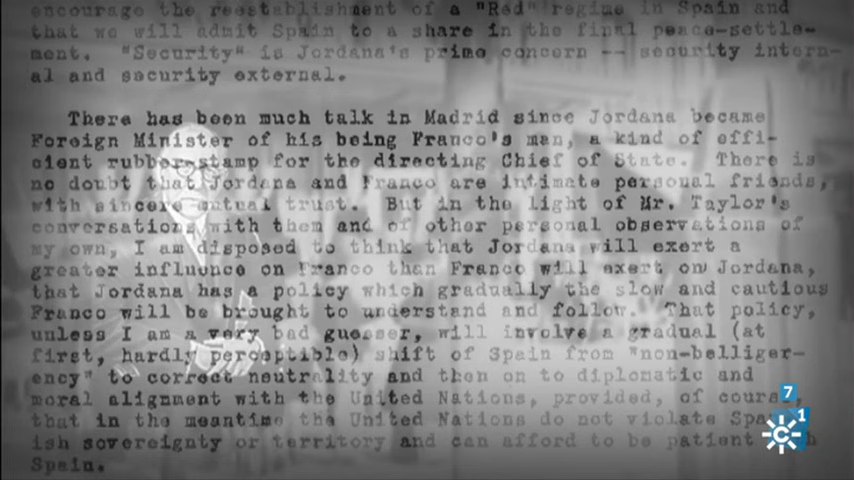 encourage the reestablishment of a "Red" regime in Spain and
that we will admit Spain to a share in the final peace-settle-
ment. "Security" is Jordana's prime concern -- security intern-
al and security external.
There has been much talk in Madrid since Jordana became
Foreign Minister of his being Franco's man, a kind of effi-
cient rubber-stamp for the directing Chief of State. There is
no doubt that Jordana and Franco are intimate personal friends,
with sincere mutual trust. But in the light of Mr. Taylor's
conversations with them and of other personal observations of
my own, I am disposed to think that Jordana will exert a
greater influence on Franco than Franco will exert on Jordana,
that Jordana has a policy which gradually the slow and cautious
Franco will be brought to understand and follow. That policy,
unless I am a very bad guesser, will involve a gradual (at
first, hardly perceptible) shift of Spain from "non-belliger-
ency" to correct neutrality and then on to diplomatic and
moral alignment with the United Nations, provided, of course,
that in the meantime the United Nations do not violate Span-
ish sovereignty or territory and can afford to be patient
Spain.
7
1
C